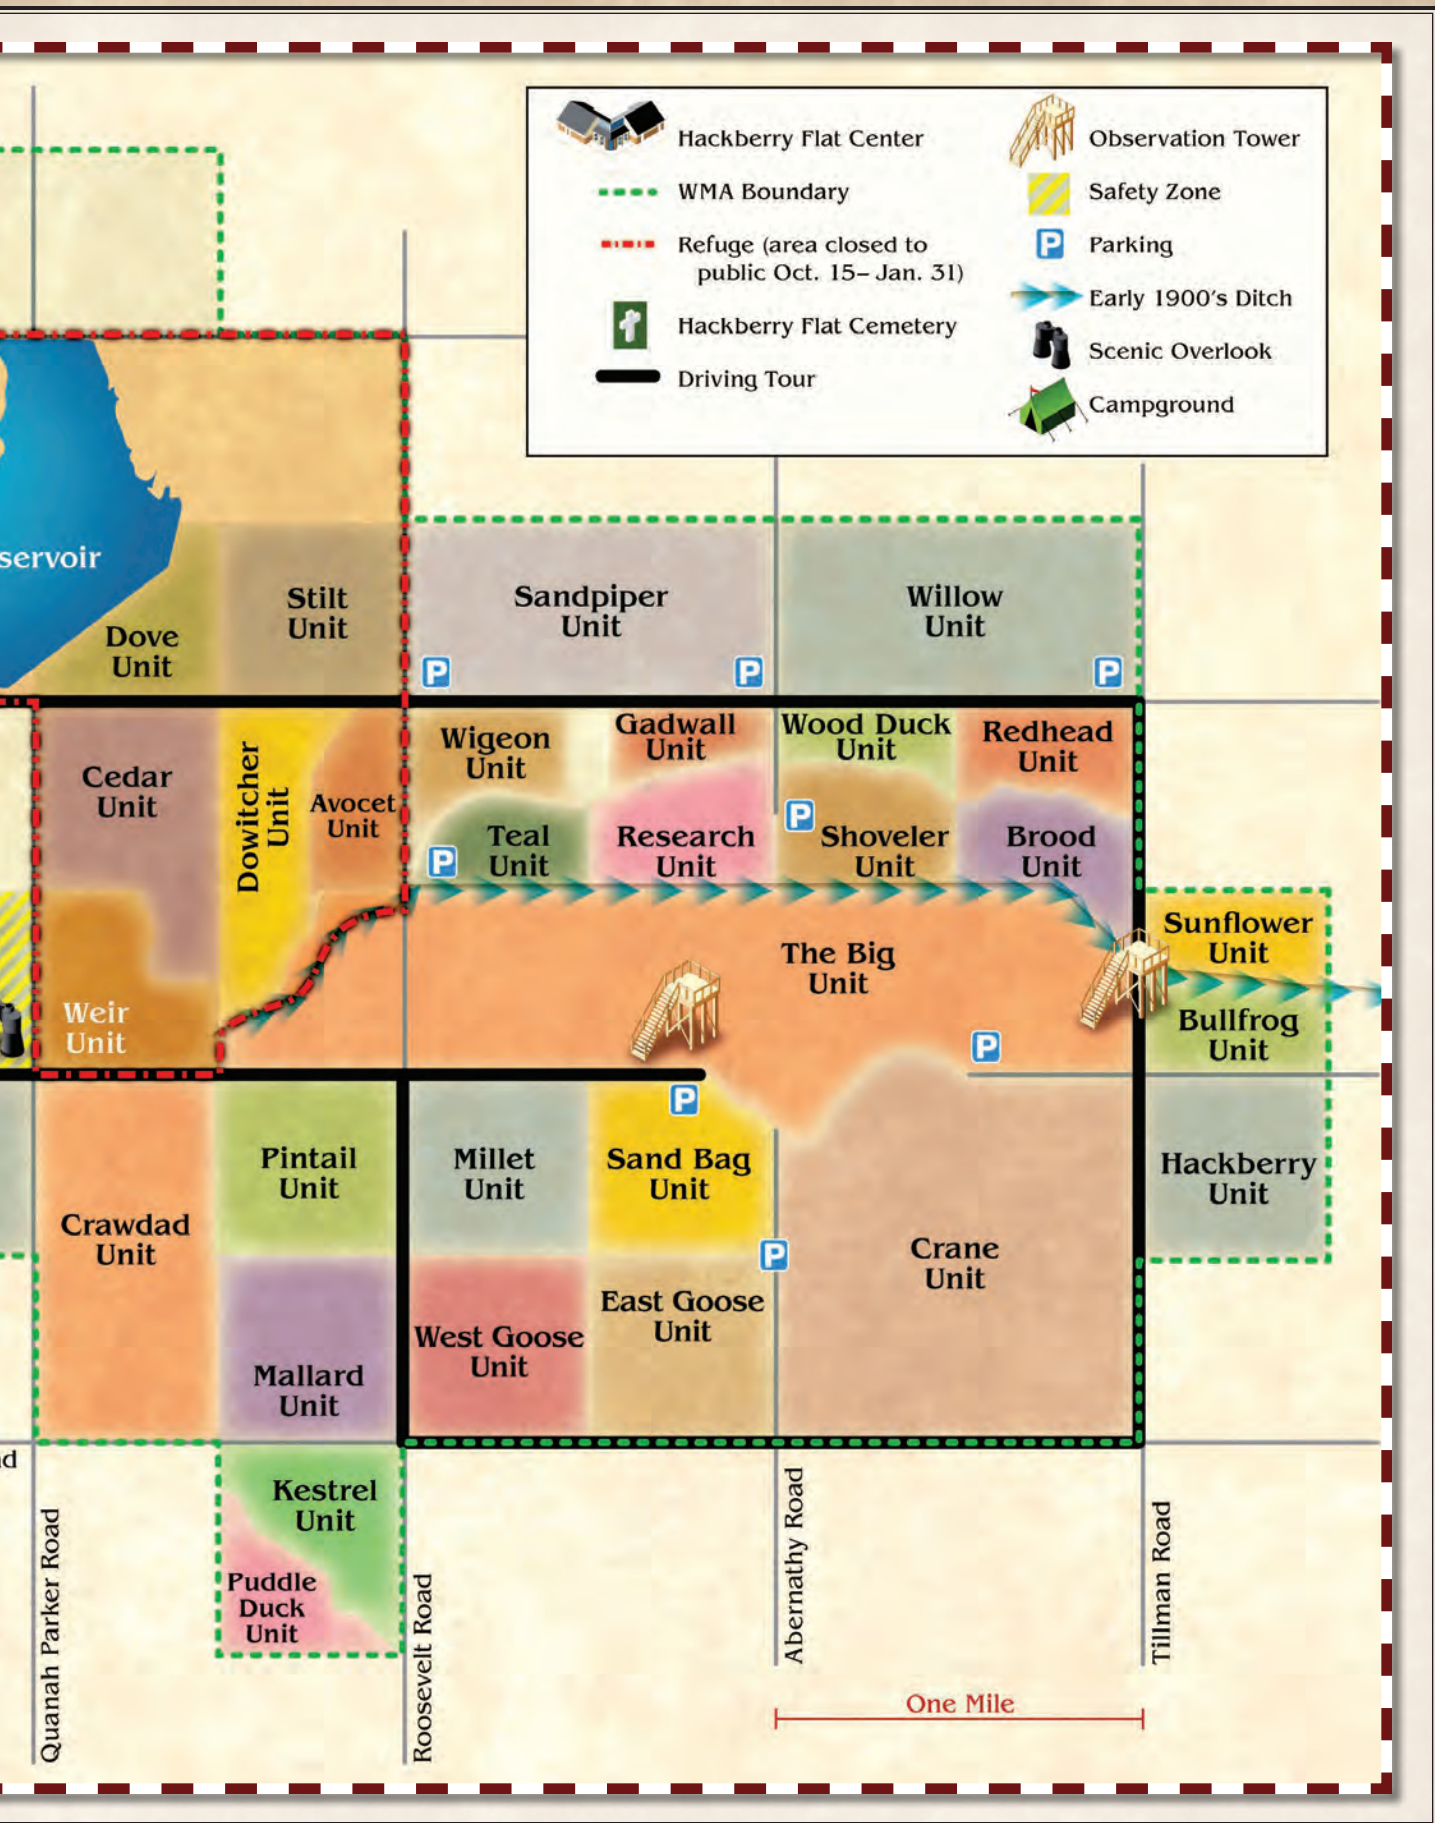 Hackberry Flat Center
WMA Boundary
Refuge (area closed to
public Oct. 15– Jan. 31)
Hackberry Flat Cemetery
Driving Tour
Observation Tower
Safety Zone
P
Parking
Early 1900's Ditch
Scenic Overlook
Campground
servoir
Dove
Unit
Stilt
Unit
Sandpiper
Unit
Willow
Unit
P
P
P
Cedar
Unit
Dowitcher
Unit
Avocet
Unit
Wigeon
Unit
Gadwall
Unit
Wood Duck
Unit
Redhead
Unit
P
Teal
Unit
Research
Unit
P
Shoveler
Unit
Brood
Unit
Weir
Unit
The Big
Unit
Sunflower
Unit
Bullfrog
Unit
P
P
Crawdad
Unit
Pintail
Unit
Millet
Unit
Sand Bag
Unit
Hackberry
Unit
P
Crane
Unit
Mallard
Unit
West Goose
Unit
East Goose
Unit
nd
Kestrel
Unit
Puddle
Duck
Unit
Quanah Parker Road
Roosevelt Road
Abernathy Road
Tillman Road
One Mile